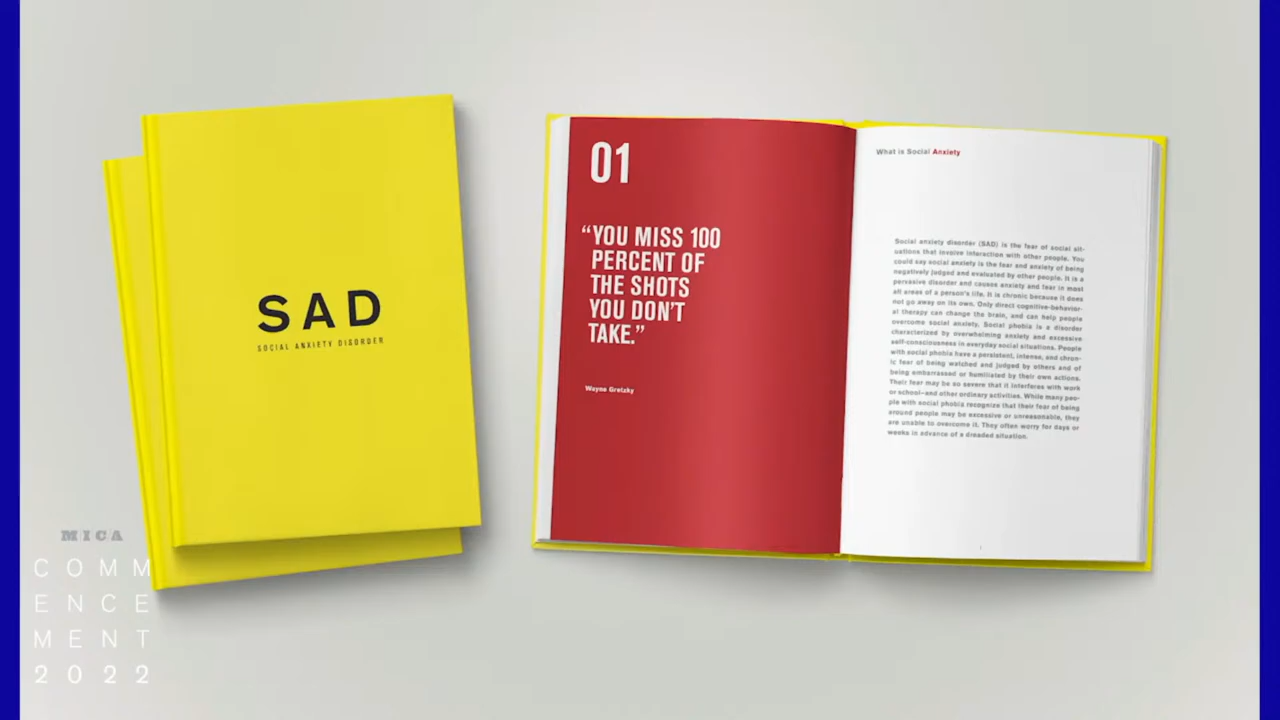 SAD
SOCIAL ANXIETY DISORDER
01
“YOU MISS 100
PERCENT OF
THE SHOTS
YOU DON’T
TAKE.”
Wayne Gretzky
What is Social Anxiety
Social anxiety disorder (SAD) is the fear of social sit-
uations that involve interaction with other people. You
could say social anxiety is the fear and anxiety of being
negatively judged and evaluated by other people. It is a
pervasive disorder and causes anxiety and fear in most
all areas of a person's life. It is chronic because it does
not go away on its own. Only direct cognitive-behavior-
al therapy can change the brain, and can help people
overcome social anxiety. Social phobia is a disorder
characterized by overwhelming anxiety and excessive
self-consciousness in everyday social situations. People
with social phobia have a persistent, intense, and chron-
ic fear of being watched and judged by others and of
being embarrassed or humiliated by their own actions.
Their fear may be so severe that it interferes with work
or school–and other ordinary activities. While many peo-
ple with social phobia recognize that their fear of being
around people may be excessive or unreasonable, they
are unable to overcome it. They often worry for days or
weeks in advance of a dreaded situation.
MICA
COMM
ENCE
MENT
2022